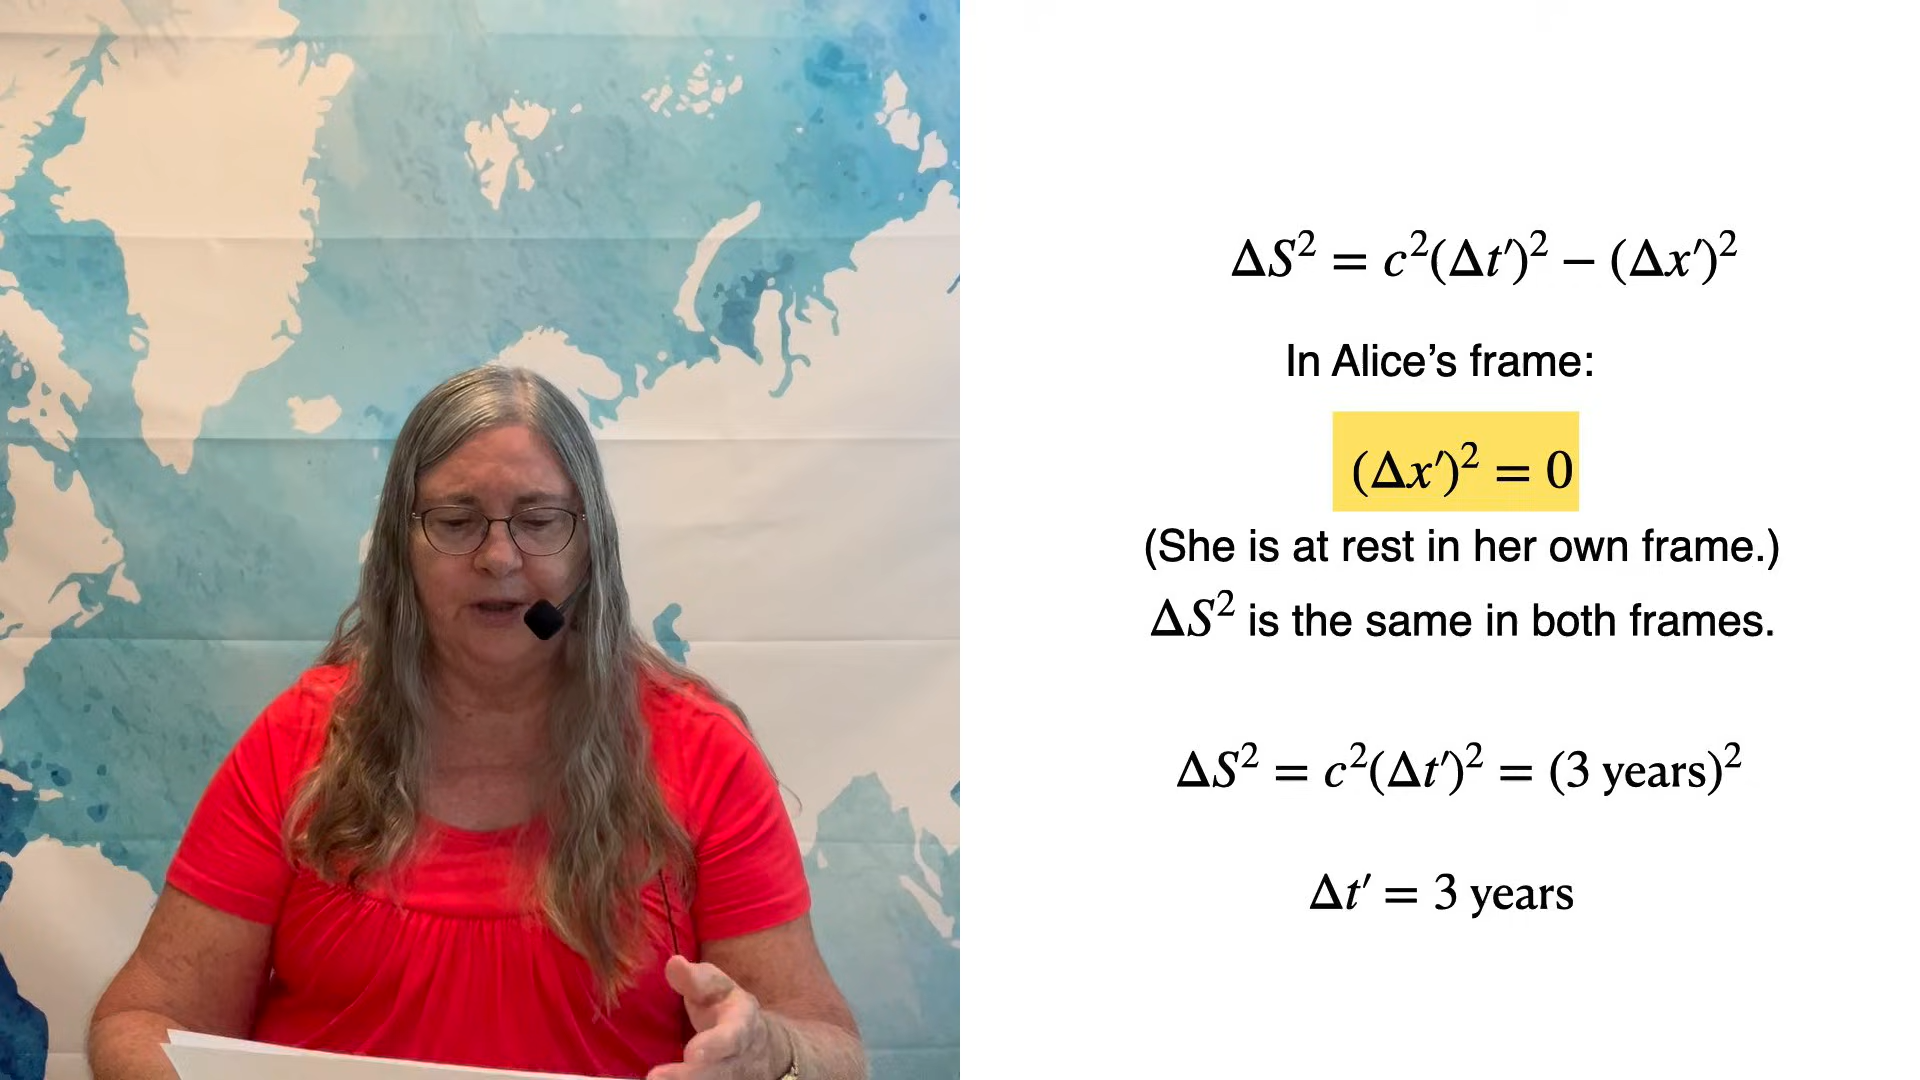 ΔS² = c²(Δt′)² − (Δx′)²
In Alice’s frame:
(Δx′)² = 0
(She is at rest in her own frame.)
ΔS² is the same in both frames.
ΔS² = c²(Δt′)² = (3 years)²
Δt′ = 3 years